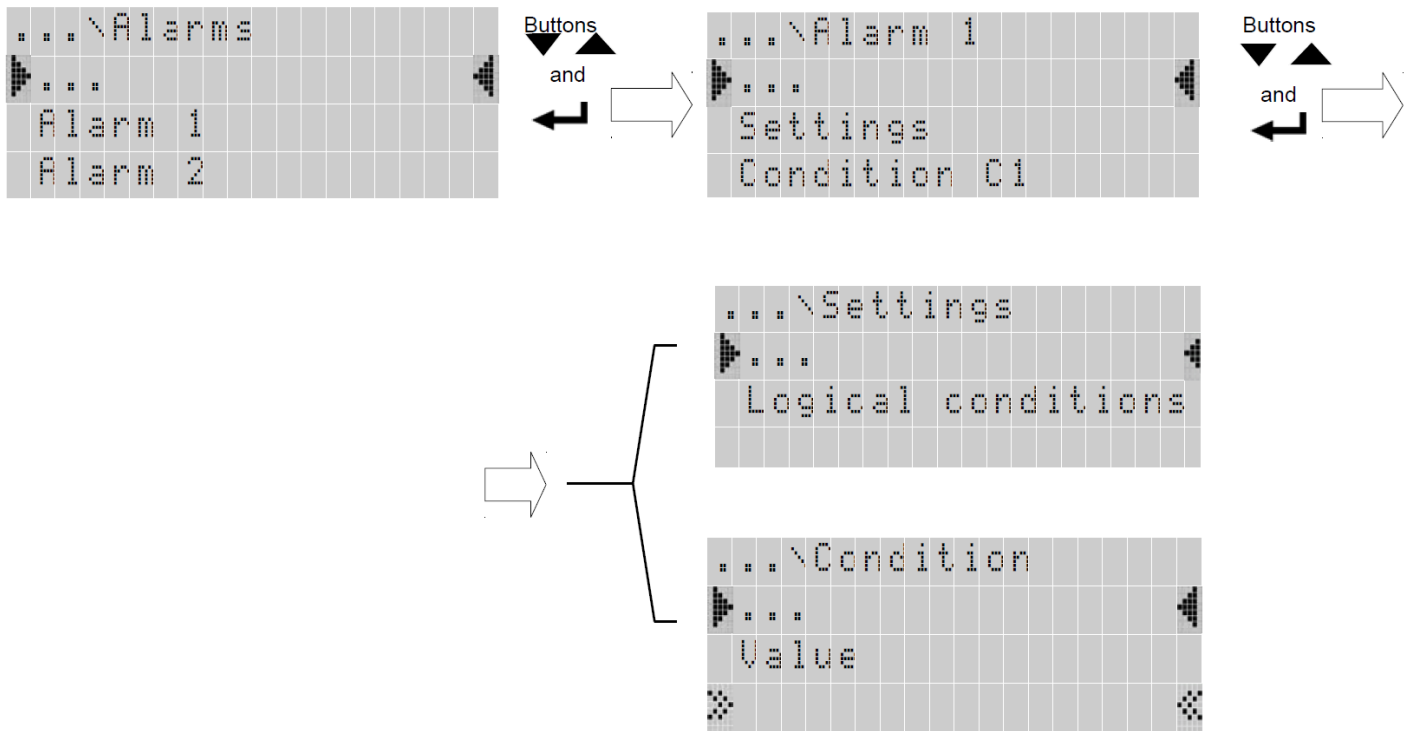 ...\Alarms
...
Alarm 1
Alarm 2
Buttons
and
...\Alarm 1
...
Settings
Condition C1
Buttons
and
...\Settings
...
Logical conditions
...\Condition
...
Value